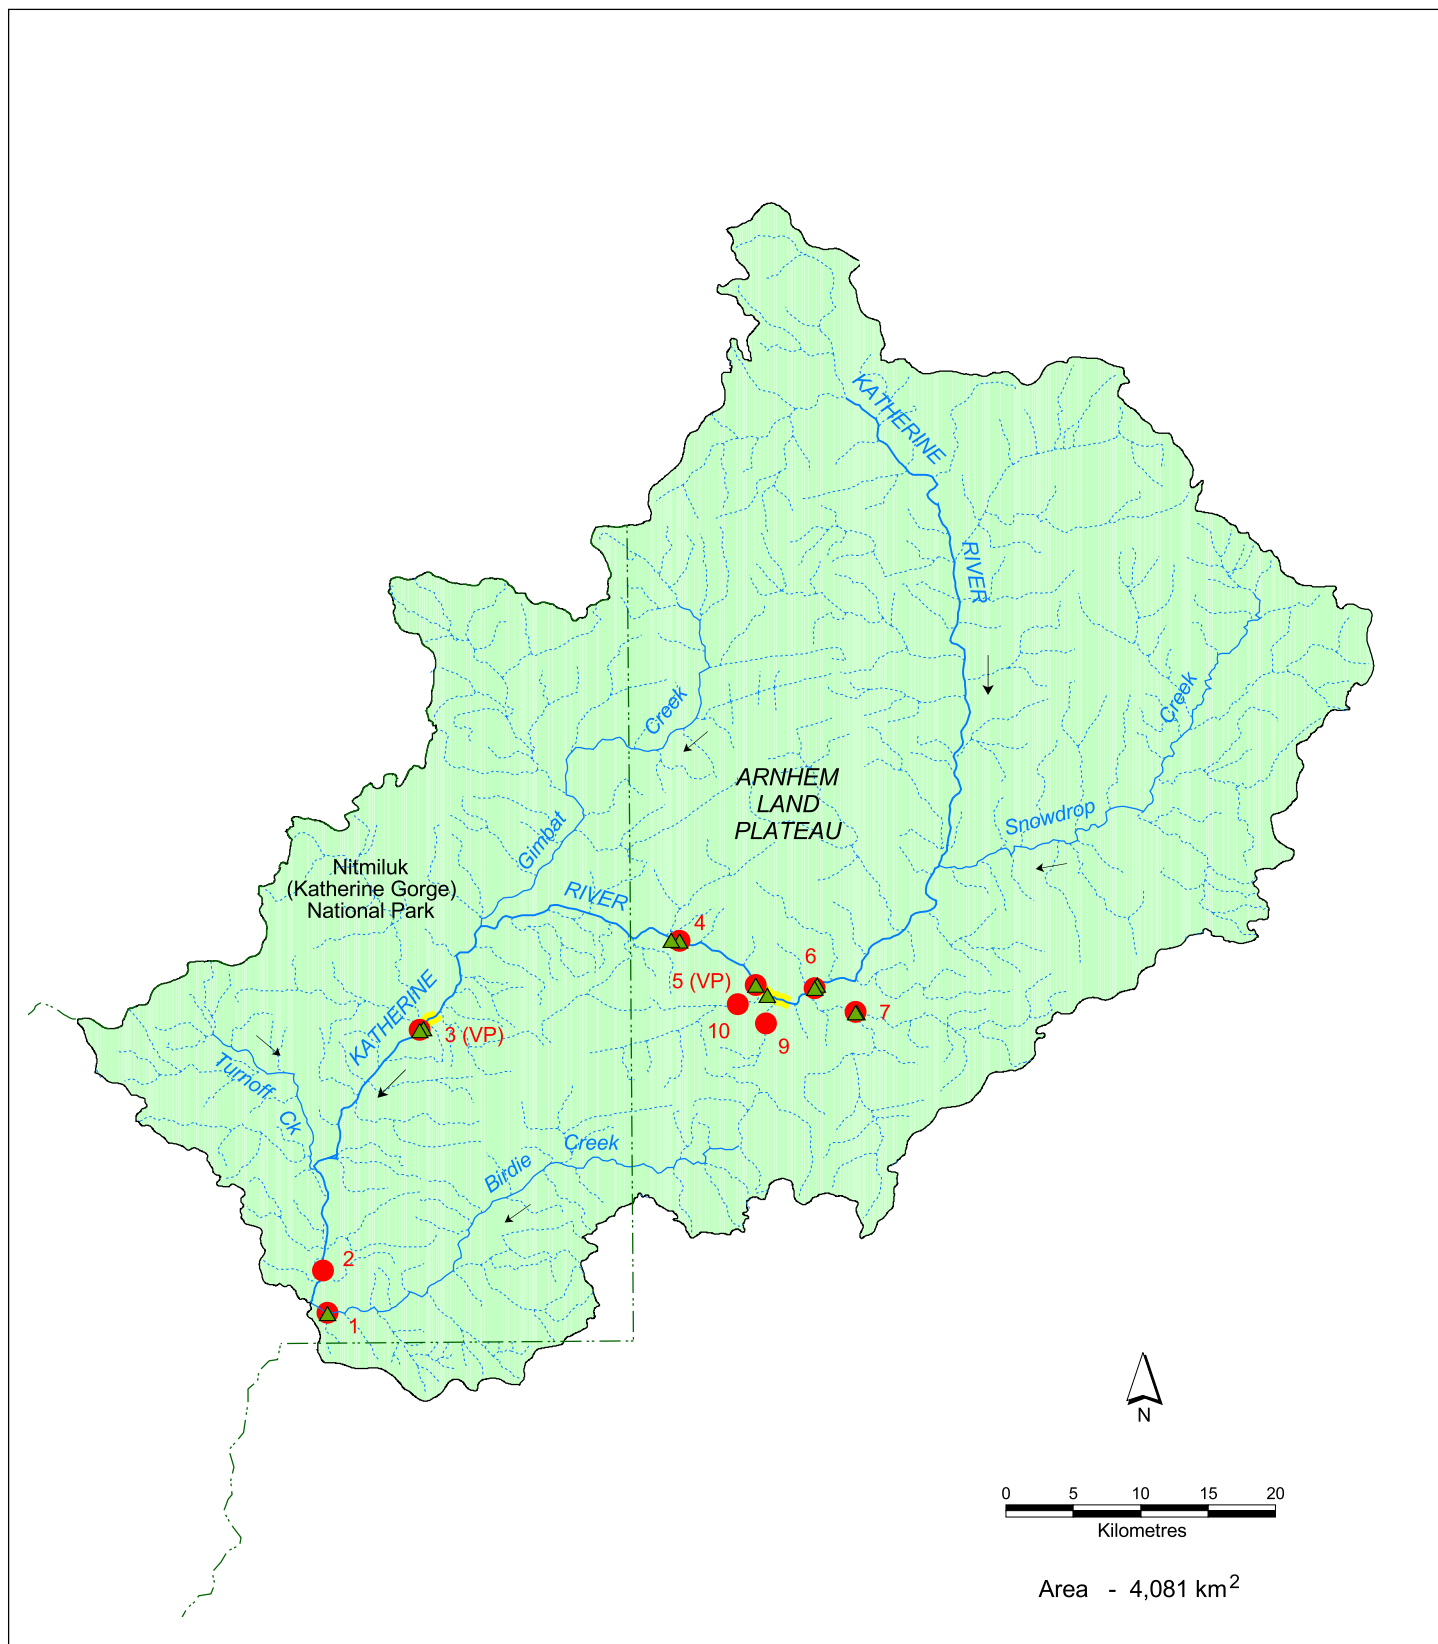 KATHERINE
RIVER
Creek
Creek
ARNHEM
LAND
PLATEAU
Snowdrop
Gimbat
Nitmiluk
(Katherine Gorge)
National Park
RIVER
4
6
5 (VP)
KATHERINE
7
10
3 (VP)
9
Turnoff Ck
Birdie Creek
2
1
N
0 5 10 15 20
Kilometres
Area - 4,081 km2